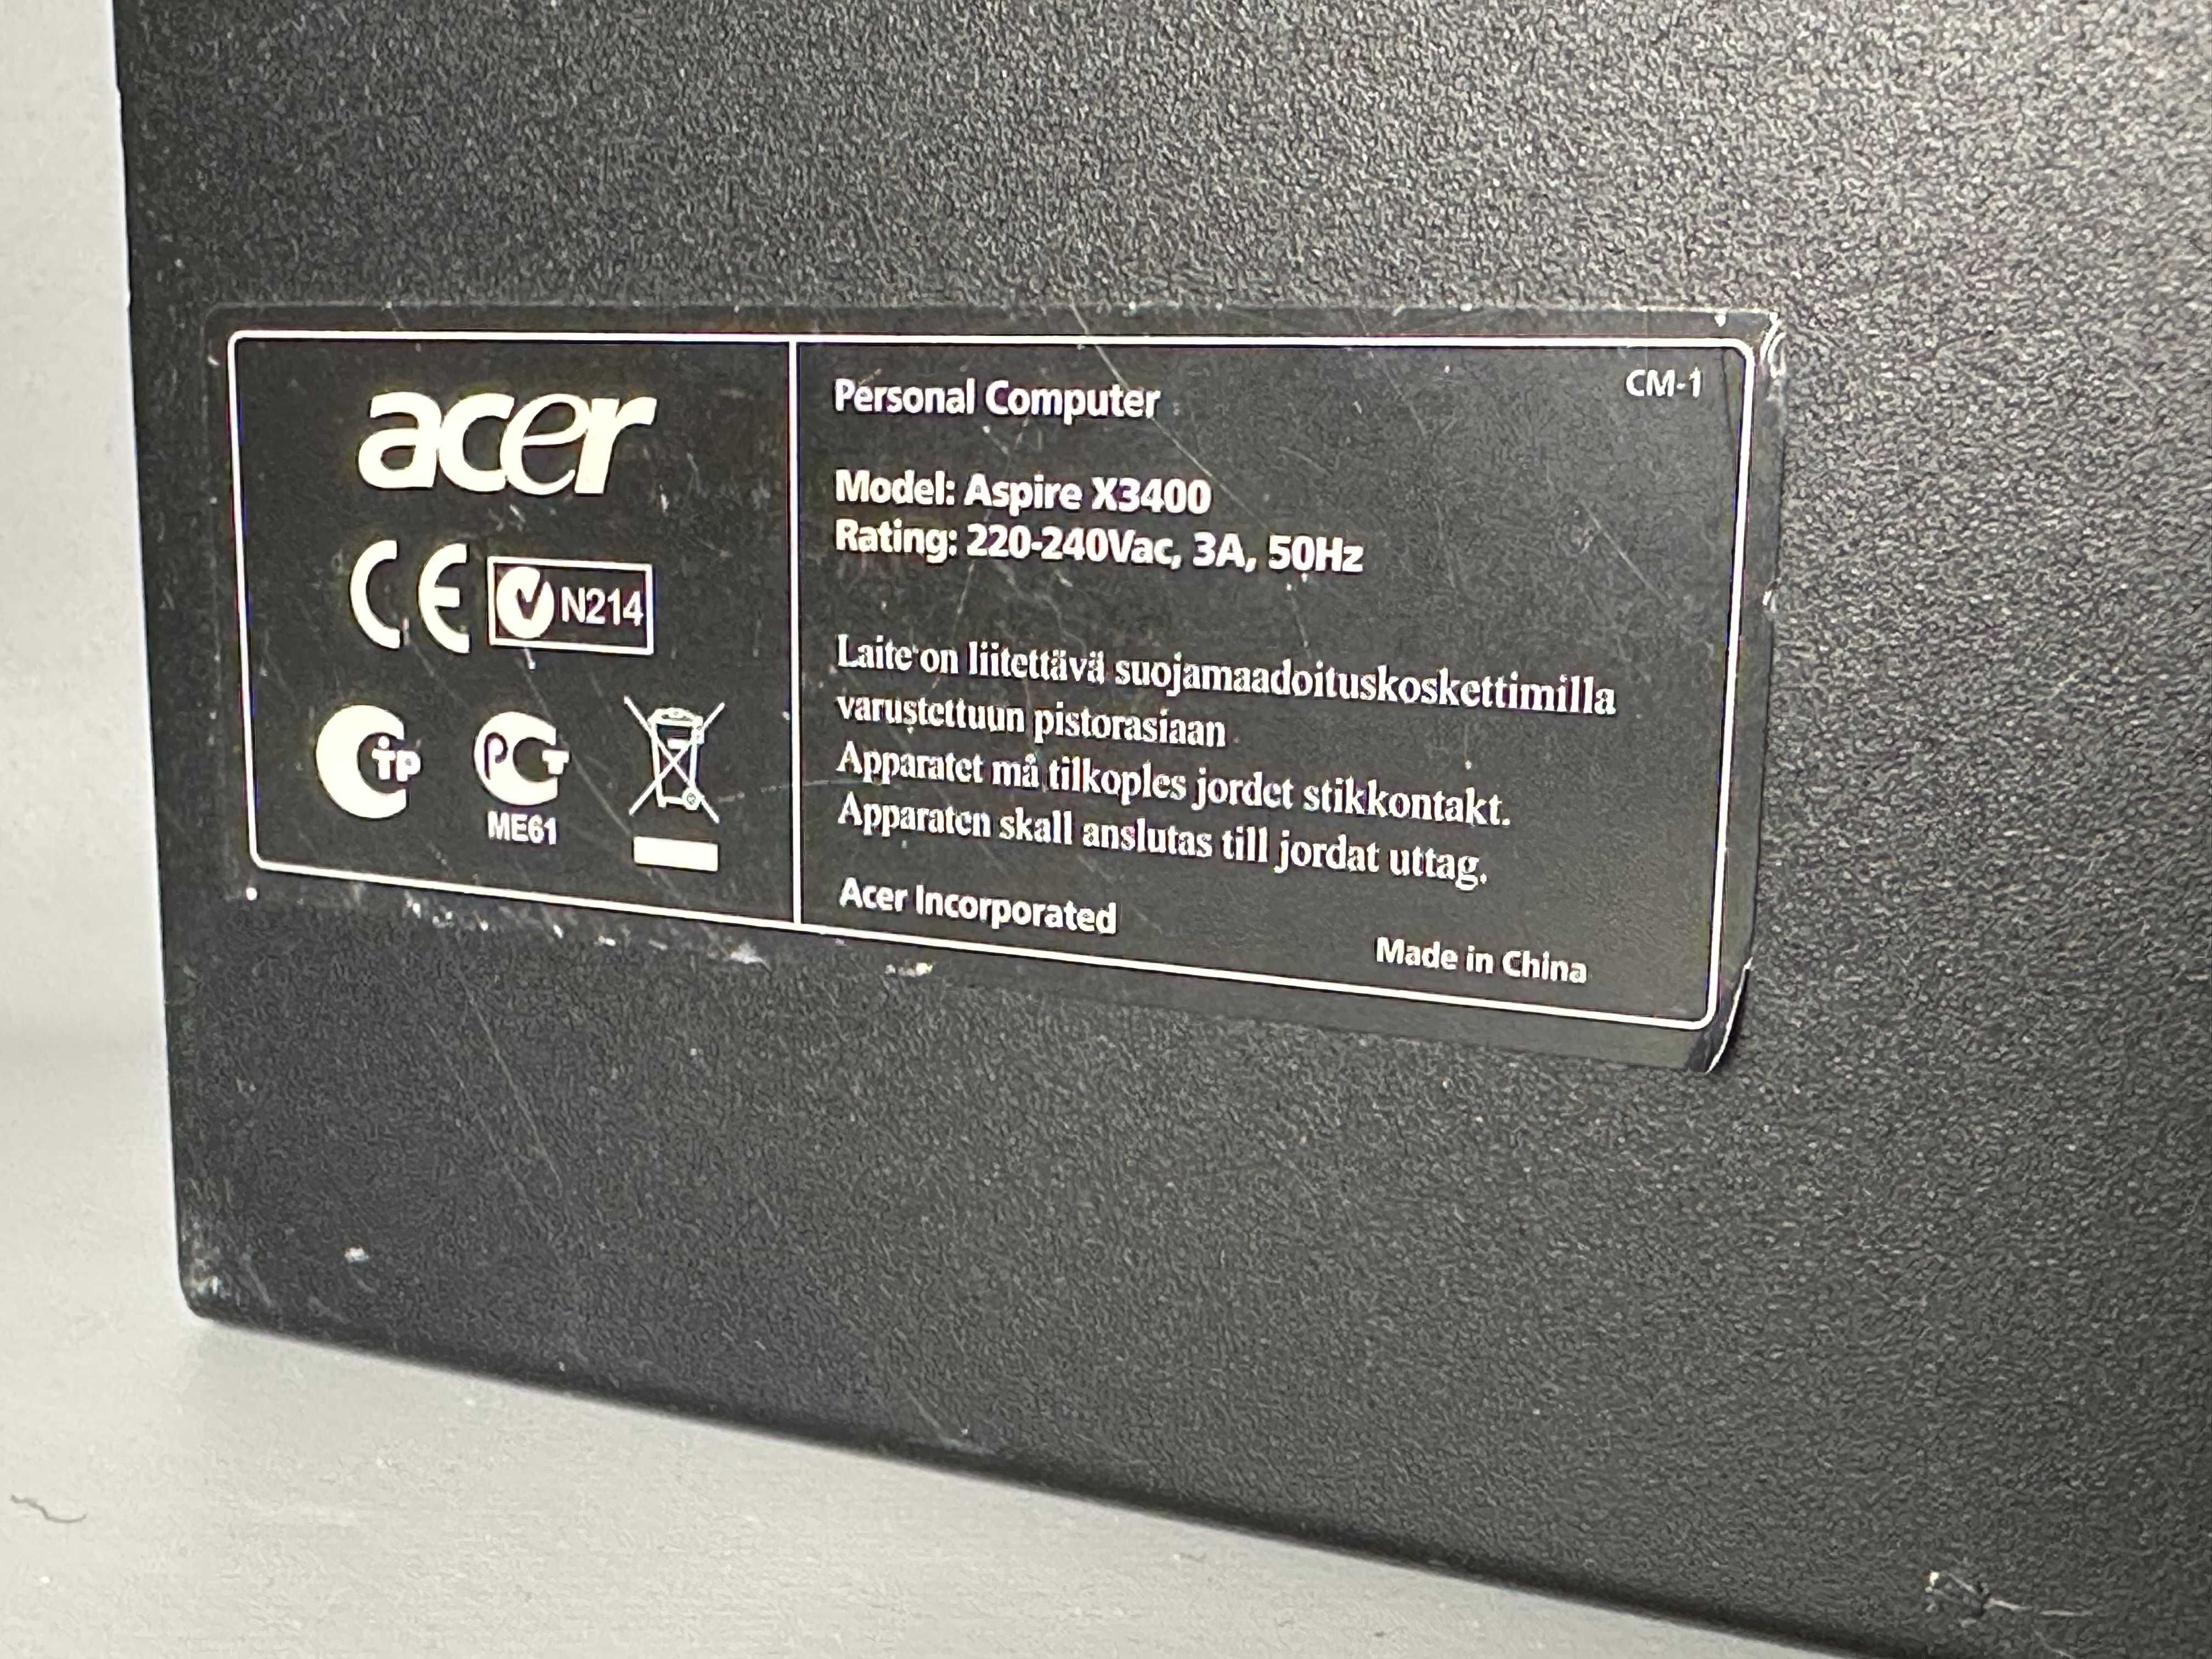 acer
CE N214
ME61
Personal Computer
CM-1
Model: Aspire X3400
Rating: 220-240Vac, 3A, 50Hz
Laite on liitettävä suojamaadoituskoskettimilla
varustettuun pistorasiaan
Apparatet må tilkoples jordet stikkontakt.
Apparaten skall anslutas till jordat uttag.
Acer Incorporated
Made in China